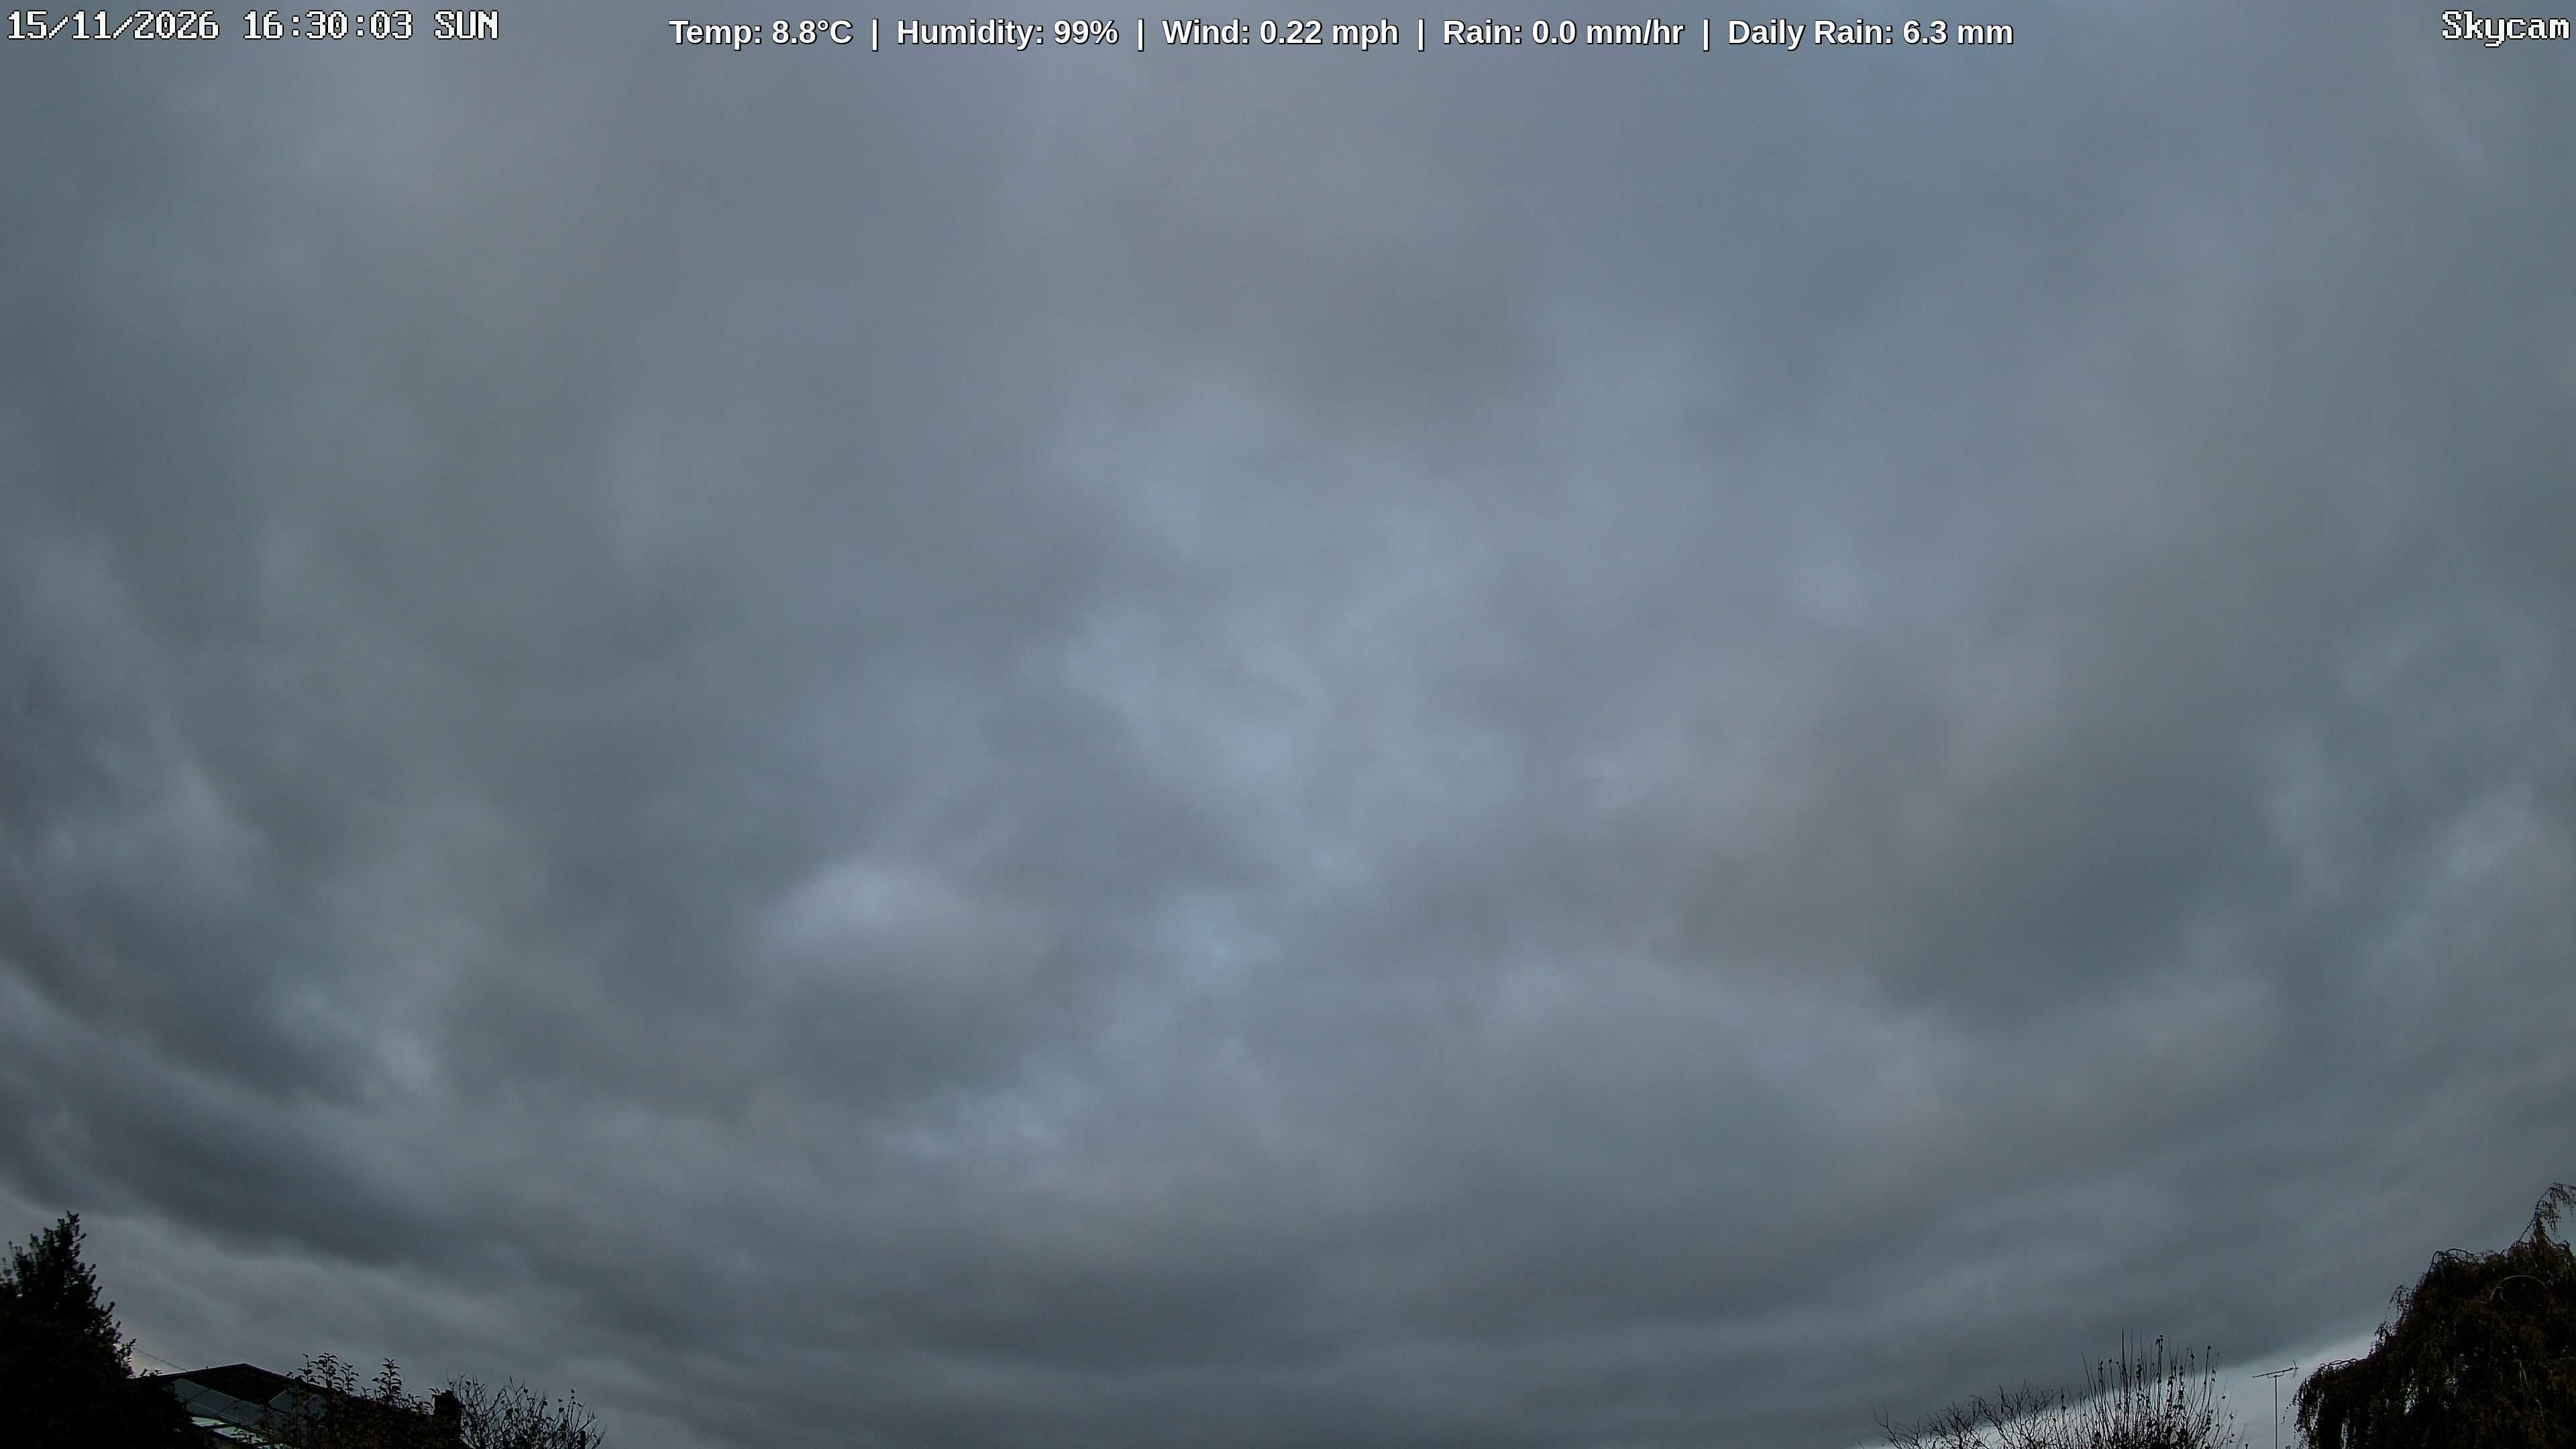 15/11/2026 16:30:03 SUN
Temp: 8.8°C | Humidity: 99% | Wind: 0.22 mph | Rain: 0.0 mm/hr | Daily Rain: 6.3 mm
Skycam